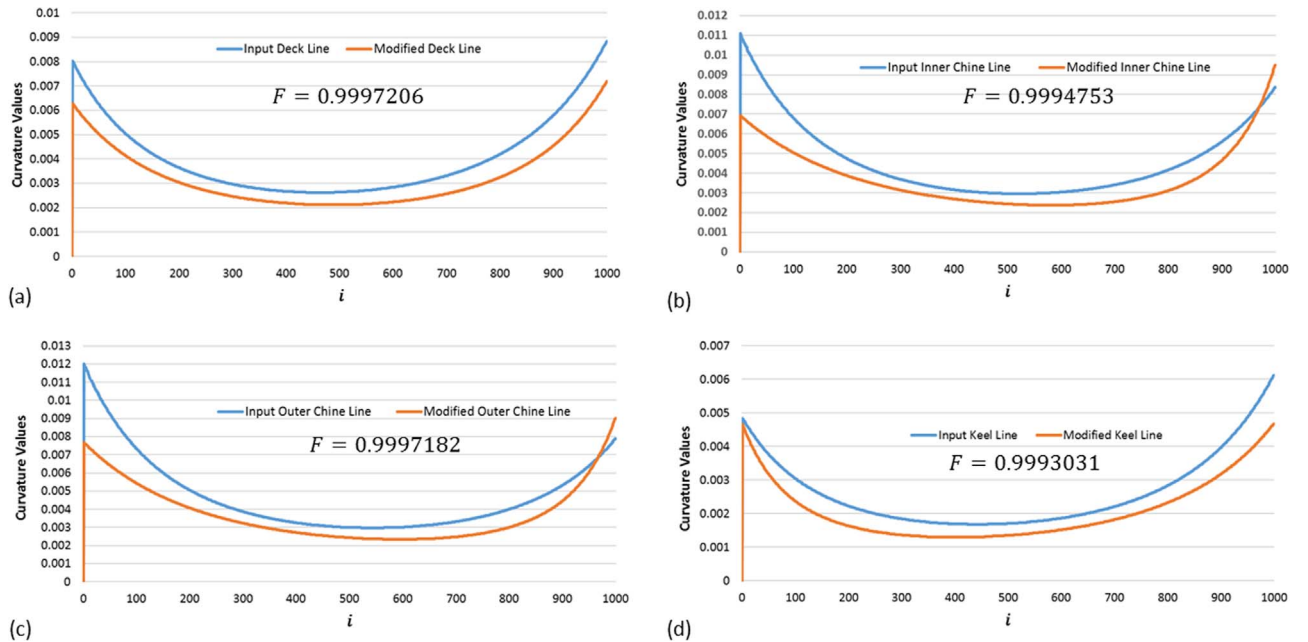 0.01
0.009
0.008
0.007
0.006
0.005
0.004
0.003
0.002
0.001
0
Curvature Values
Input Deck Line Modified Deck Line
F = 0.9997206
0 100 200 300 400 500 600 700 800 900 1000
i
(a)
0.012
0.011
0.01
0.009
0.008
0.007
0.006
0.005
0.004
0.003
0.002
0.001
0
Curvature Values
Input Inner Chine Line Modified Inner Chine Line
F = 0.9994753
0 100 200 300 400 500 600 700 800 900 1000
i
(b)
0.013
0.012
0.011
0.01
0.009
0.008
0.007
0.006
0.005
0.004
0.003
0.002
0.001
0
Curvature Values
Input Outer Chine Line Modified Outer Chine Line
F = 0.9997182
0 100 200 300 400 500 600 700 800 900 1000
i
(c)
0.007
0.006
0.005
0.004
0.003
0.002
0.001
0
Curvature Values
Input Keel Line Modified Keel Line
F = 0.9993031
0 100 200 300 400 500 600 700 800 900 1000
i
(d)